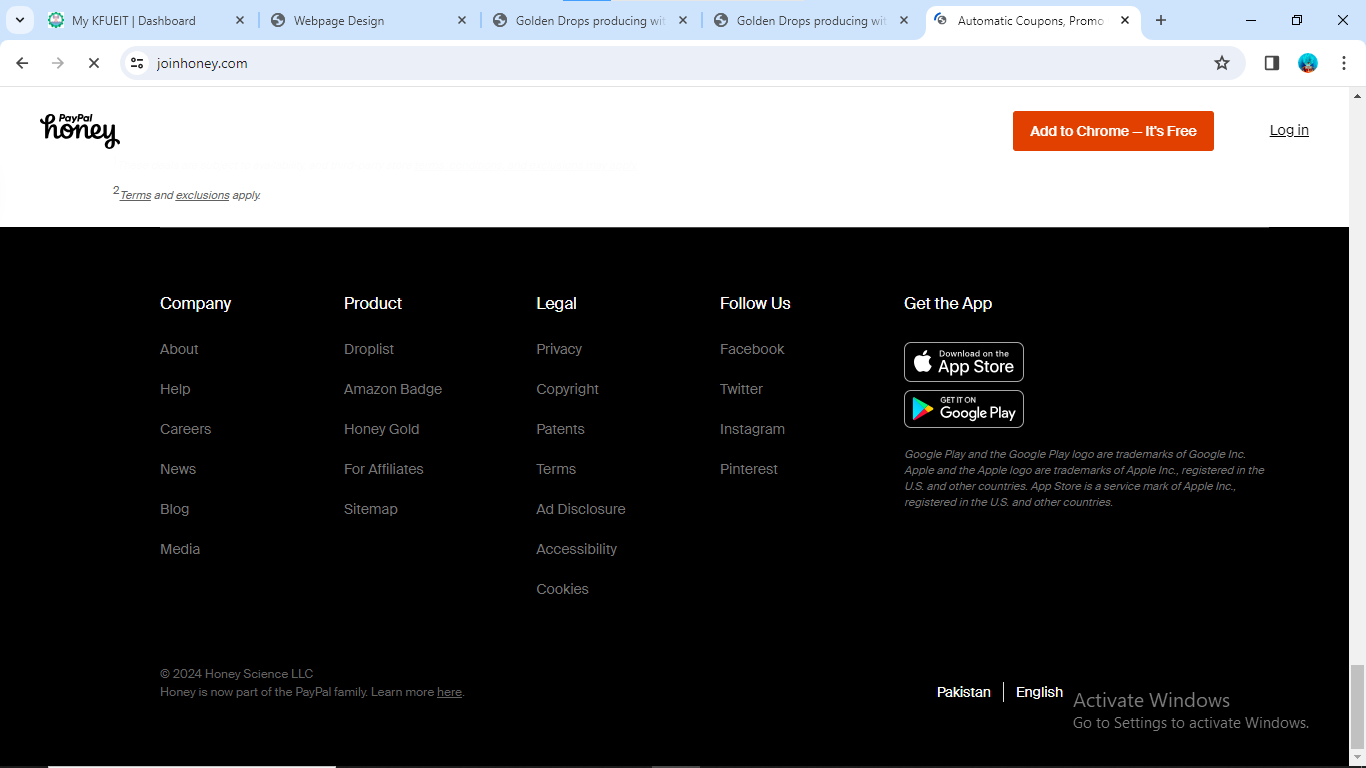 My KFUEIT | Dashboard
Webpage Design
Golden Drops producing wit
Golden Drops producing wit
Automatic Coupons, Promo
joinhoney.com
PayPal
honey
Add to Chrome — It's Free
Log in
2Terms and exclusions apply.
Company
Product
Legal
Follow Us
Get the App
About
Droplist
Privacy
Facebook
Download on the
App Store
Help
Amazon Badge
Copyright
Twitter
GET IT ON
Google Play
Careers
Honey Gold
Patents
Instagram
Google Play and the Google Play logo are trademarks of Google Inc.
Apple and the Apple logo are trademarks of Apple Inc., registered in the
U.S. and other countries. App Store is a service mark of Apple Inc.,
registered in the U.S. and other countries.
News
For Affiliates
Terms
Pinterest
Blog
Sitemap
Ad Disclosure
Media
Accessibility
Cookies
© 2024 Honey Science LLC
Honey is now part of the PayPal family. Learn more here.
Pakistan
English
Activate Windows
Go to Settings to activate Windows.